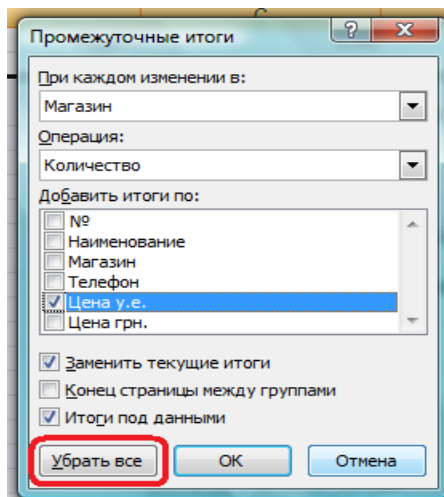 Промежуточные итоги
При каждом изменении в:
Магазин
Операция:
Количество
Добавить итоги по:
№
Наименование
Магазин
Телефон
Цена у.е.
Цена грн.
Заменить текущие итоги
Конец страницы между группами
Итоги под данными
Убрать все ОК Отмена